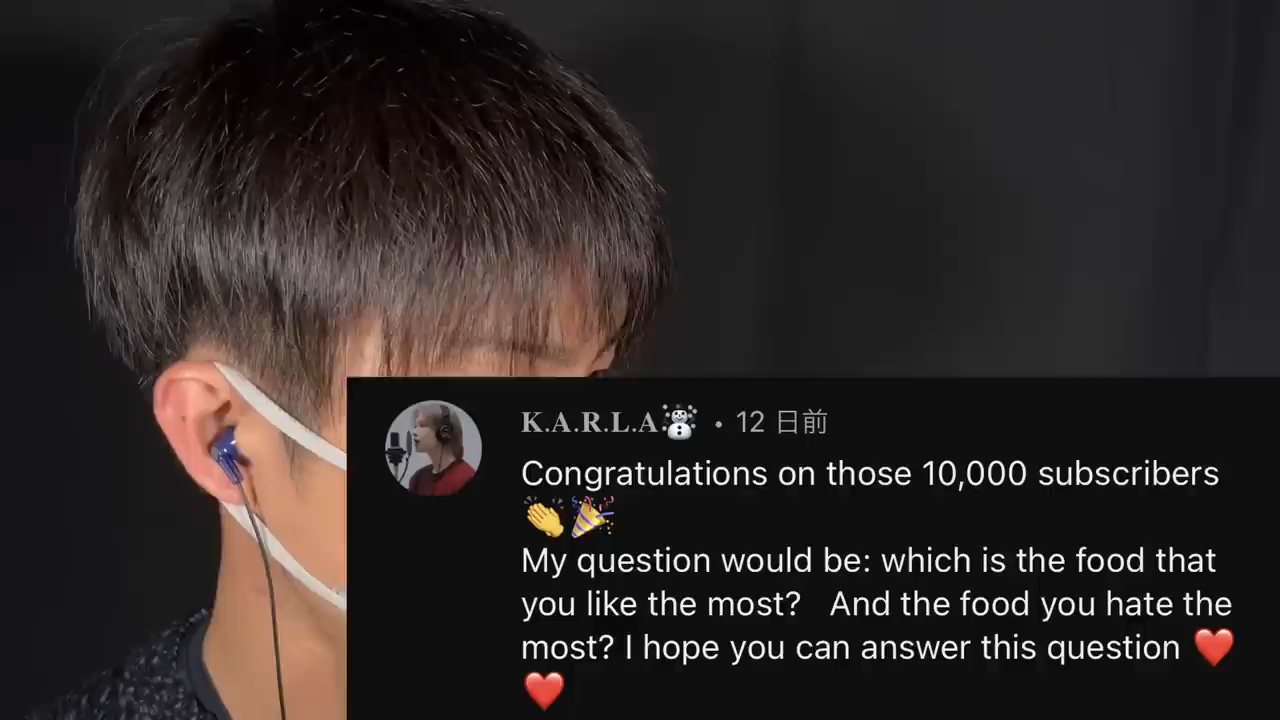 K.A.R.L.A☃ • 12 日前
Congratulations on those 10,000 subscribers
👏🎉
My question would be: which is the food that
you like the most?   And the food you hate the
most? I hope you can answer this question ❤️
❤️